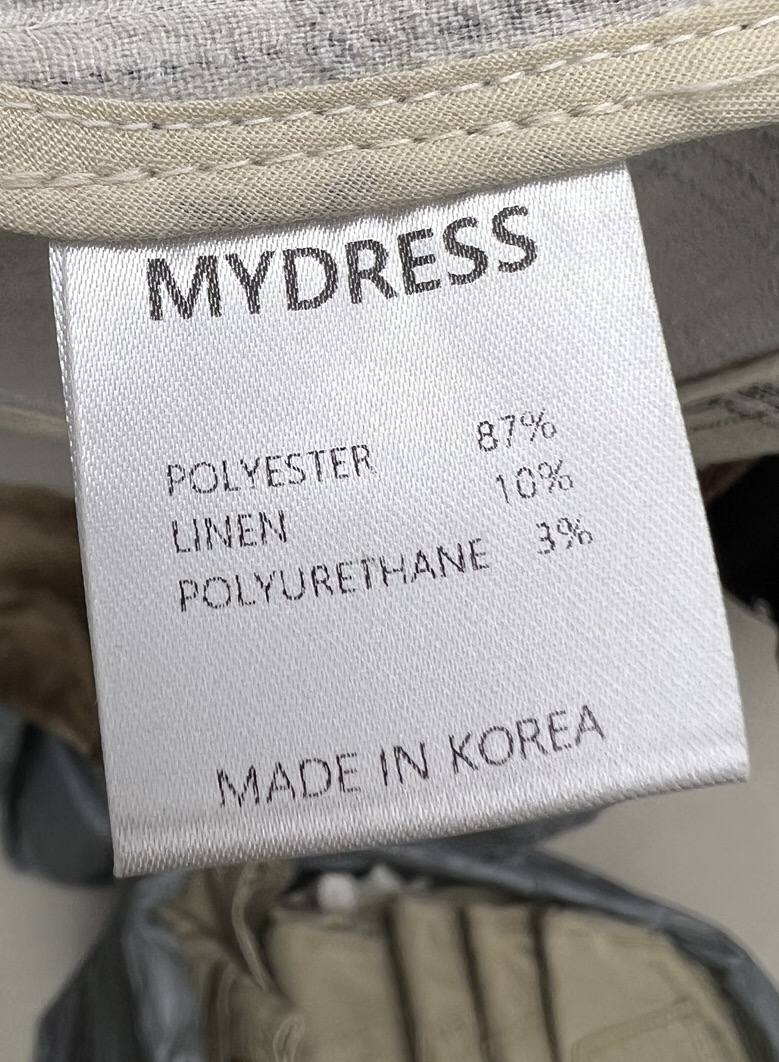 MYDRESS
POLYESTER 87%
LINEN 10%
POLYURETHANE 3%
MADE IN KOREA